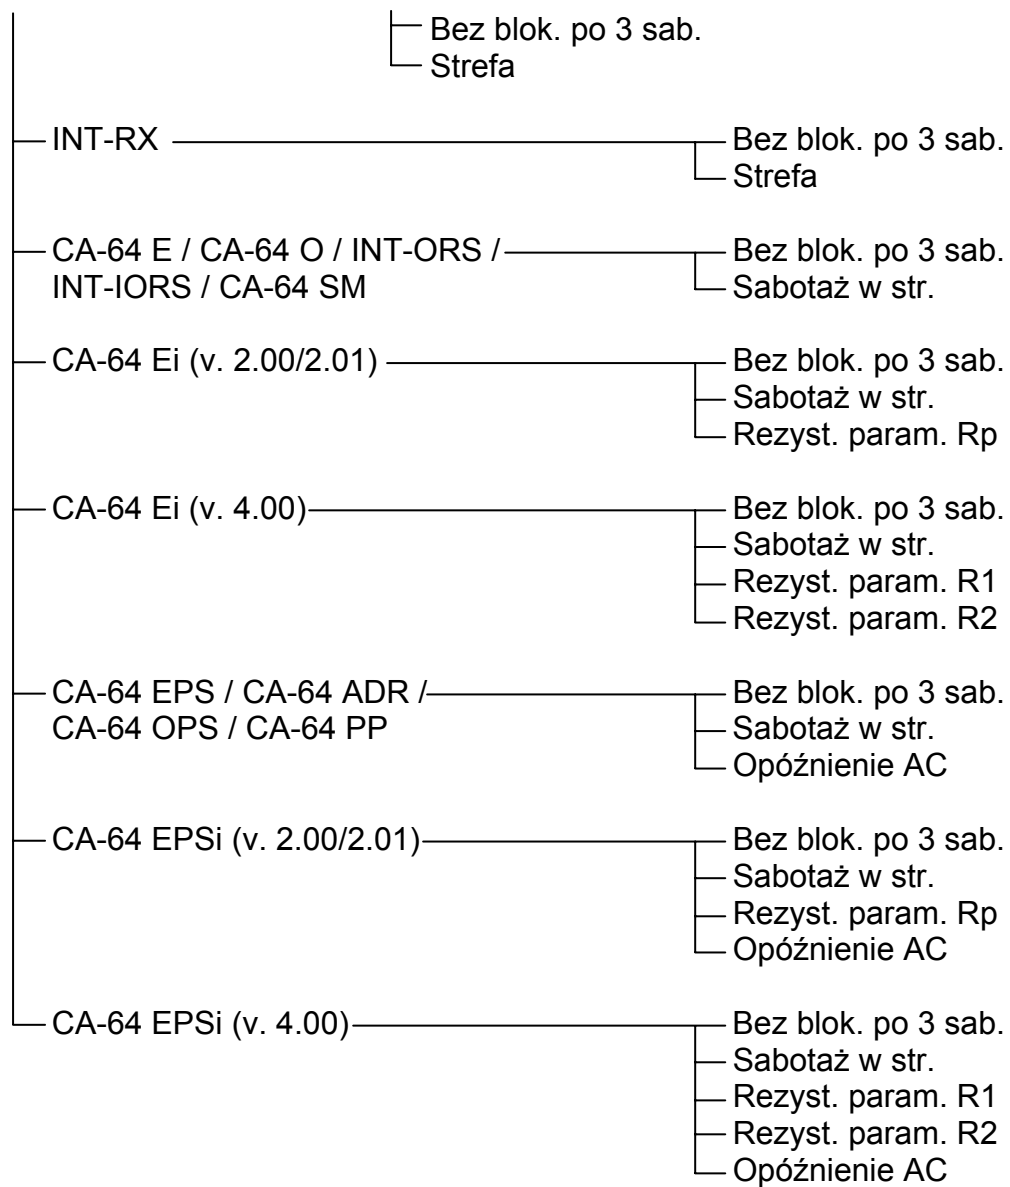 Bez blok. po 3 sab.
Strefa
INT-RX
Bez blok. po 3 sab.
Strefa
CA-64 E / CA-64 O / INT-ORS /
INT-IORS / CA-64 SM
Bez blok. po 3 sab.
Sabotaż w str.
CA-64 Ei (v. 2.00/2.01)
Bez blok. po 3 sab.
Sabotaż w str.
Rezyst. param. Rp
CA-64 Ei (v. 4.00)
Bez blok. po 3 sab.
Sabotaż w str.
Rezyst. param. R1
Rezyst. param. R2
CA-64 EPS / CA-64 ADR /
CA-64 OPS / CA-64 PP
Bez blok. po 3 sab.
Sabotaż w str.
Opóźnienie AC
CA-64 EPSi (v. 2.00/2.01)
Bez blok. po 3 sab.
Sabotaż w str.
Rezyst. param. Rp
Opóźnienie AC
CA-64 EPSi (v. 4.00)
Bez blok. po 3 sab.
Sabotaż w str.
Rezyst. param. R1
Rezyst. param. R2
Opóźnienie AC